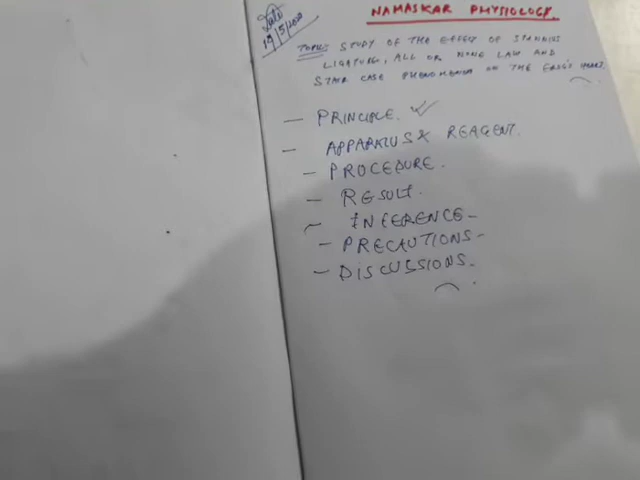 NAMASKAR PHYSIOLOGY.
Date
19/5/2020
TOPIC: STUDY OF THE EFFECT OF STANNIUS
LIGATURE, ALL OR NONE LAW AND
STAIR CASE PHENOMENON ON THE FROG'S HEART.
— PRINCIPLE. ✓
— APPARATUS & REAGENT.
— PROCEDURE.
— RESULT.
— INFERENCE-
— PRECAUTIONS-
— DISCUSSIONS.